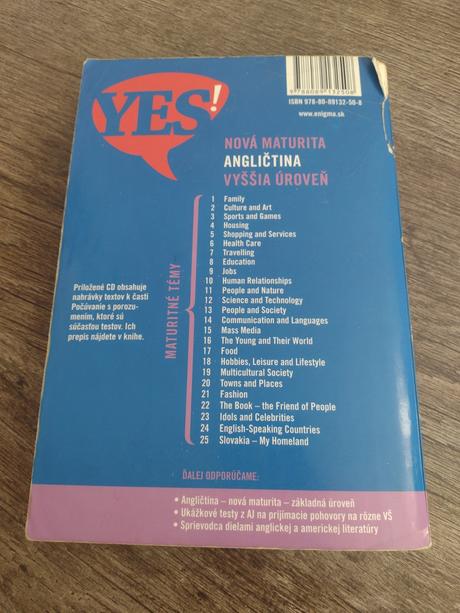 YES!
9 788089 132508
ISBN 978-80-89132-50-8
www.enigma.sk
NOVÁ MATURITA
ANGLIČTINA
VYŠŠIA ÚROVEŇ
MATURITNÉ TÉMY
1 Family
2 Culture and Art
3 Sports and Games
4 Housing
5 Shopping and Services
6 Health Care
7 Travelling
8 Education
9 Jobs
10 Human Relationships
11 People and Nature
12 Science and Technology
13 People and Society
14 Communication and Languages
15 Mass Media
16 The Young and Their World
17 Food
18 Hobbies, Leisure and Lifestyle
19 Multicultural Society
20 Towns and Places
21 Fashion
22 The Book – the Friend of People
23 Idols and Celebrities
24 English-Speaking Countries
25 Slovakia – My Homeland
Priložené CD obsahuje
nahrávky textov k časti
Počúvanie s porozu-
mením, ktoré sú
súčasťou testov. Ich
prepis nájdete v knihe.
ĎALEJ ODPORÚČAME:
• Angličtina – nová maturita – základná úroveň
• Ukážkové testy z AJ na prijímacie pohovory na rôzne VŠ
• Sprievodca dielami anglickej a americkej literatúry